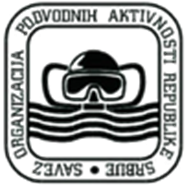 SAVEZ ORGANIZACIJA PODVODNIH AKTIVNOSTI REPUBLIKE SRBIJE •